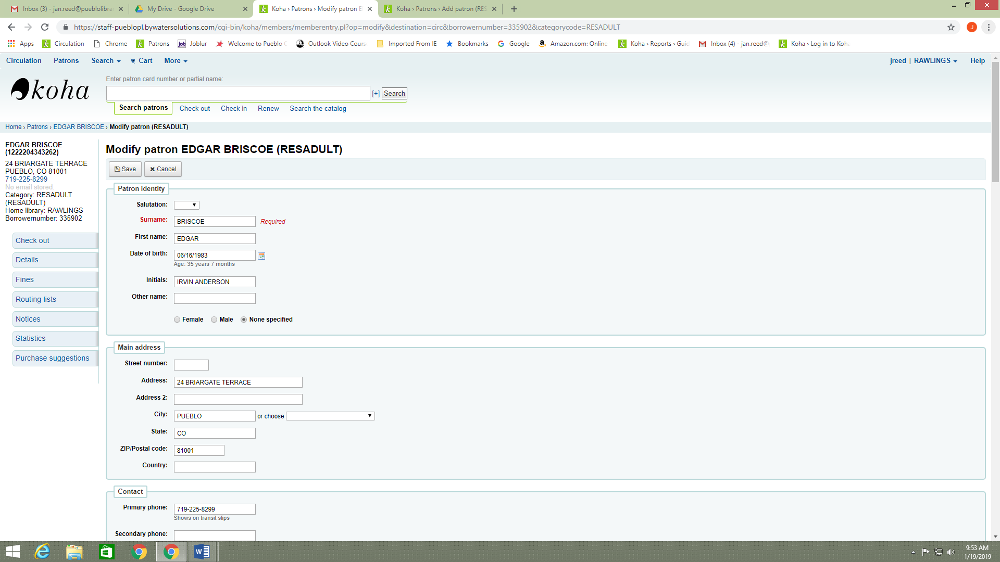 Inbox (3) - jan.reed@pueblolibra
My Drive - Google Drive
Koha › Patrons › Modify patron E
Koha › Patrons › Add patron (RES
https://staff-pueblopl.bywatersolutions.com/cgi-bin/koha/members/memberentry.pl?op=modify&destination=circ&borrowernumber=335902&categorycode=RESADULT
J
Apps
Circulation
Chrome
Patrons
job Joblur
Welcome to Pueblo C
Outlook Video Cours
Imported From IE
Bookmarks
Google
Amazon.com: Online
Koha › Reports › Guid
Inbox (4) - jan.reed@
Koha › Log in to Koha
Circulation Patrons Search Cart More
jreed | RAWLINGS Help
koha
Enter patron card number or partial name:
[+] Search
Search patrons Check out Check in Renew Search the catalog
Home › Patrons › EDGAR BRISCOE › Modify patron (RESADULT)
EDGAR BRISCOE
(1222204343262)
24 BRIARGATE TERRACE
PUEBLO, CO 81001
719-225-8299
No email stored.
Category: RESADULT
(RESADULT)
Home library: RAWLINGS
Borrowernumber: 335902
Check out
Details
Fines
Routing lists
Notices
Statistics
Purchase suggestions
Modify patron EDGAR BRISCOE (RESADULT)
Save Cancel
Patron identity
Salutation:
Surname: BRISCOE Required
First name: EDGAR
Date of birth: 06/16/1983
Age: 35 years 7 months
Initials: IRVIN ANDERSON
Other name:
Female Male None specified
Main address
Street number:
Address: 24 BRIARGATE TERRACE
Address 2:
City: PUEBLO or choose
State: CO
ZIP/Postal code: 81001
Country:
Contact
Primary phone: 719-225-8299
Shows on transit slips
Secondary phone:
9:53 AM
1/19/2019